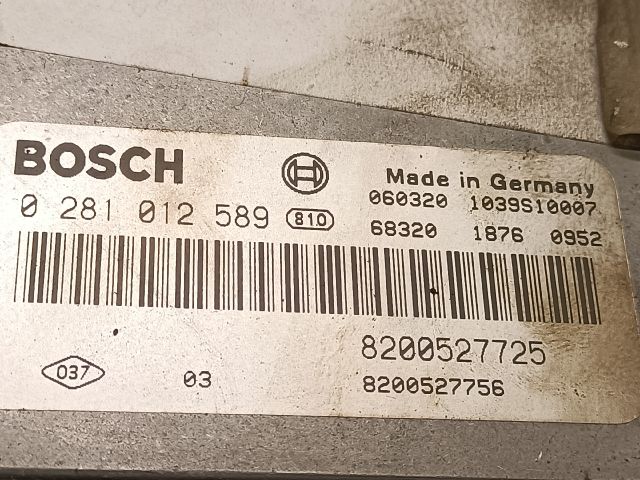 BOSCH
Made in Germany
060320 1039S10007
0 281 012 589 810
68320 1876 0952
8200527725
037 03 8200527756